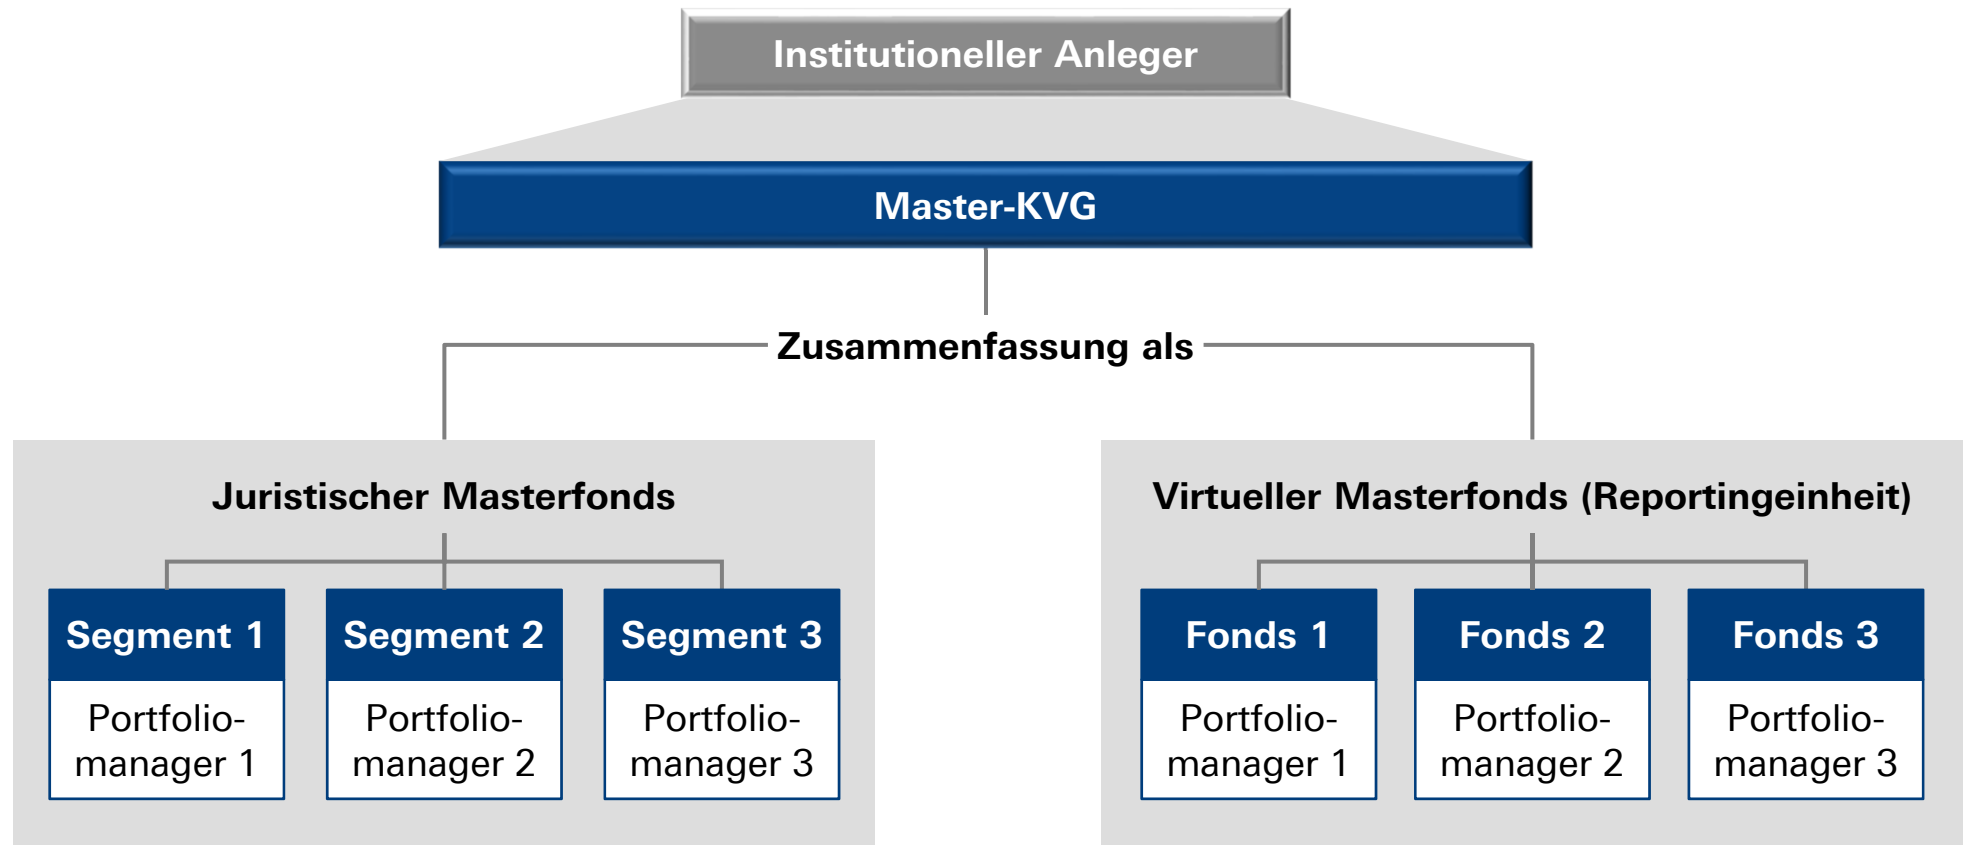 Institutioneller Anleger
Master-KVG
Zusammenfassung als
Juristischer Masterfonds
Segment 1
Portfolio-
manager 1
Segment 2
Portfolio-
manager 2
Segment 3
Portfolio-
manager 3
Virtueller Masterfonds (Reportingeinheit)
Fonds 1
Portfolio-
manager 1
Fonds 2
Portfolio-
manager 2
Fonds 3
Portfolio-
manager 3